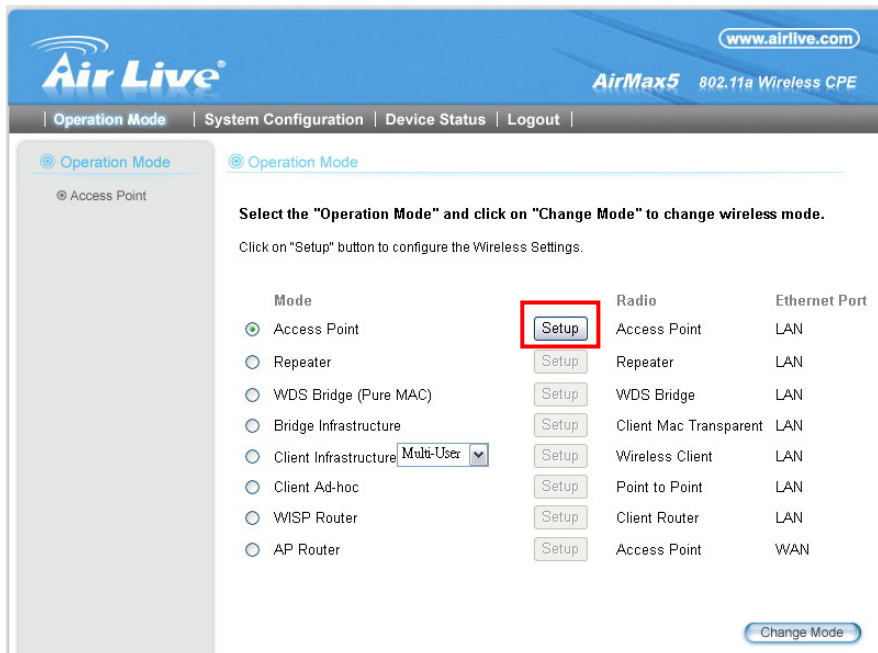 www.airlive.com
Air Live®
AirMax5 802.11a Wireless CPE
Operation Mode | System Configuration | Device Status | Logout |
Operation Mode
Access Point
Operation Mode
Select the "Operation Mode" and click on "Change Mode" to change wireless mode.
Click on "Setup" button to configure the Wireless Settings.
Mode Radio Ethernet Port
Access Point Setup Access Point LAN
Repeater Setup Repeater LAN
WDS Bridge (Pure MAC) Setup WDS Bridge LAN
Bridge Infrastructure Setup Client Mac Transparent LAN
Client Infrastructure Multi-User Setup Wireless Client LAN
Client Ad-hoc Setup Point to Point LAN
WISP Router Setup Client Router LAN
AP Router Setup Access Point WAN
Change Mode